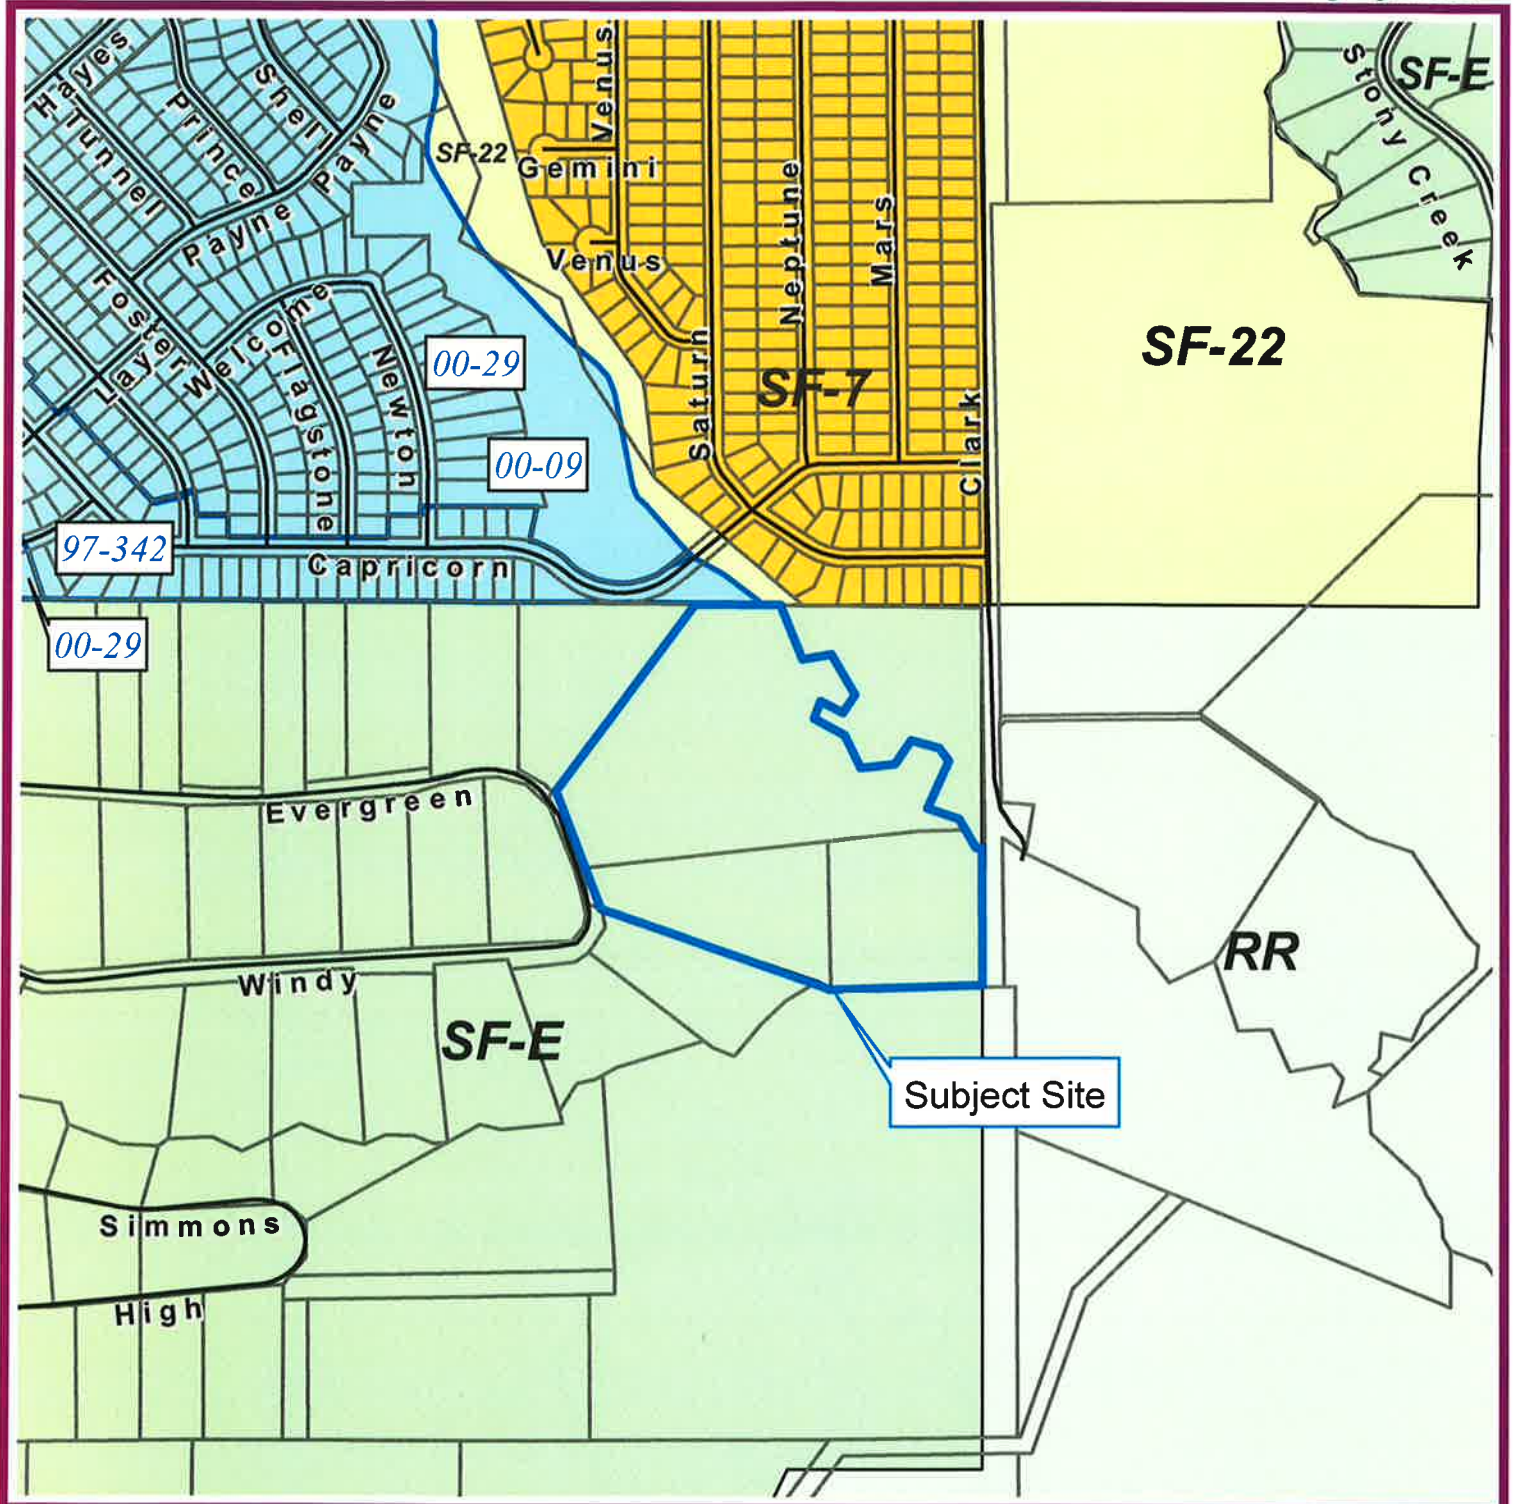 Hayes
Tunnel
Prince
Shell
Payne
Payne
Foster
Layer
Welcome
Flagstone
Newton
00-29
00-09
97-342
00-29
Capricorn
SF-22
Venus
Gemini
Venus
Saturn
Neptune
Mars
SF-7
Clark
SF-22
Stony Creek
SF-E
Evergreen
Windy
SF-E
Subject Site
RR
Simmons
High